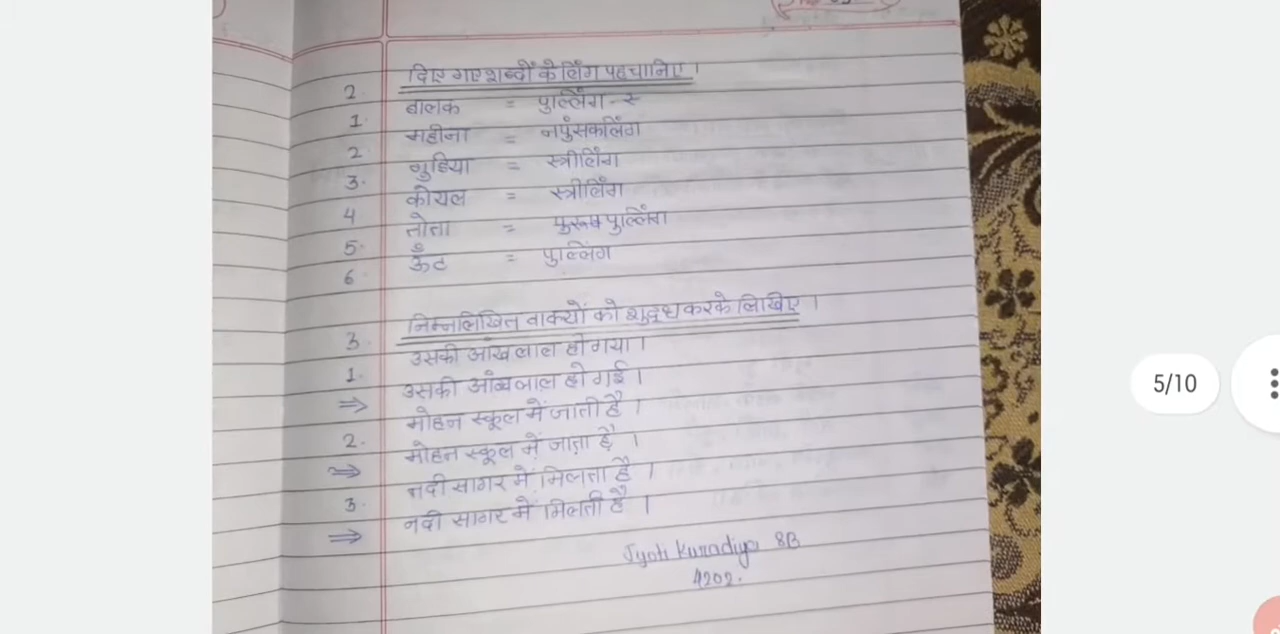 2. दिए गए शब्दों के लिंग पहचानिए।
1. बालक = पुल्लिंग
2. महीना = नपुंसकलिंग
3. गुडिया = स्त्रीलिंग
4 कोयल = स्त्रीलिंग
5. तोता = पुल्लिंग
6 ऊँट = पुल्लिंग
3. निम्नलिखित वाक्यों को शुद्ध करके लिखिए।
1. उसकी आँख लाल हो गया।
⇒ उसकी आँख लाल हो गई।
2. मोहन स्कूल में जाती है।
⇒ मोहन स्कूल में जाता है।
3. नदी सागर में मिलता है।
⇒ नदी सागर में मिलती है।
Jyoti 8B
4202.
5/10